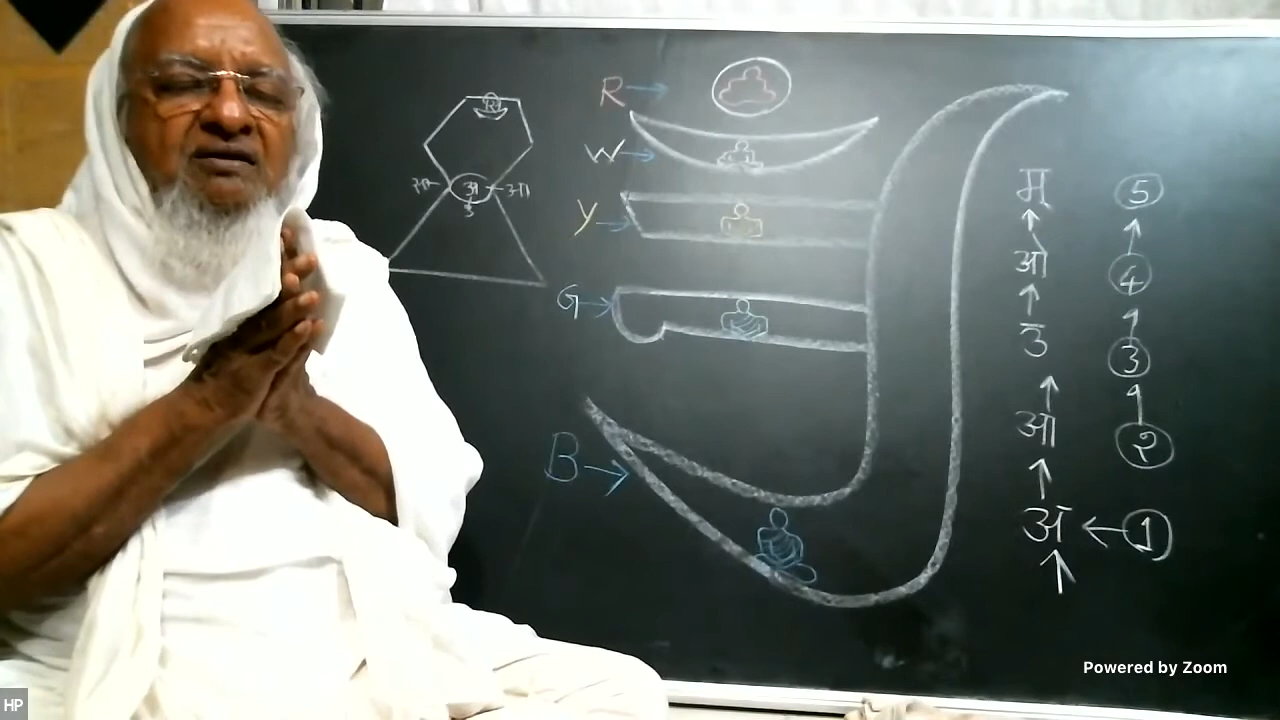 R →
W →
Y →
G →
B →
अ
म्
↑
ओ
↑
उ
↑
आ
↑
अ ←
↑
5
↑
4
↑
3
↑
२
1
Powered by Zoom
HP